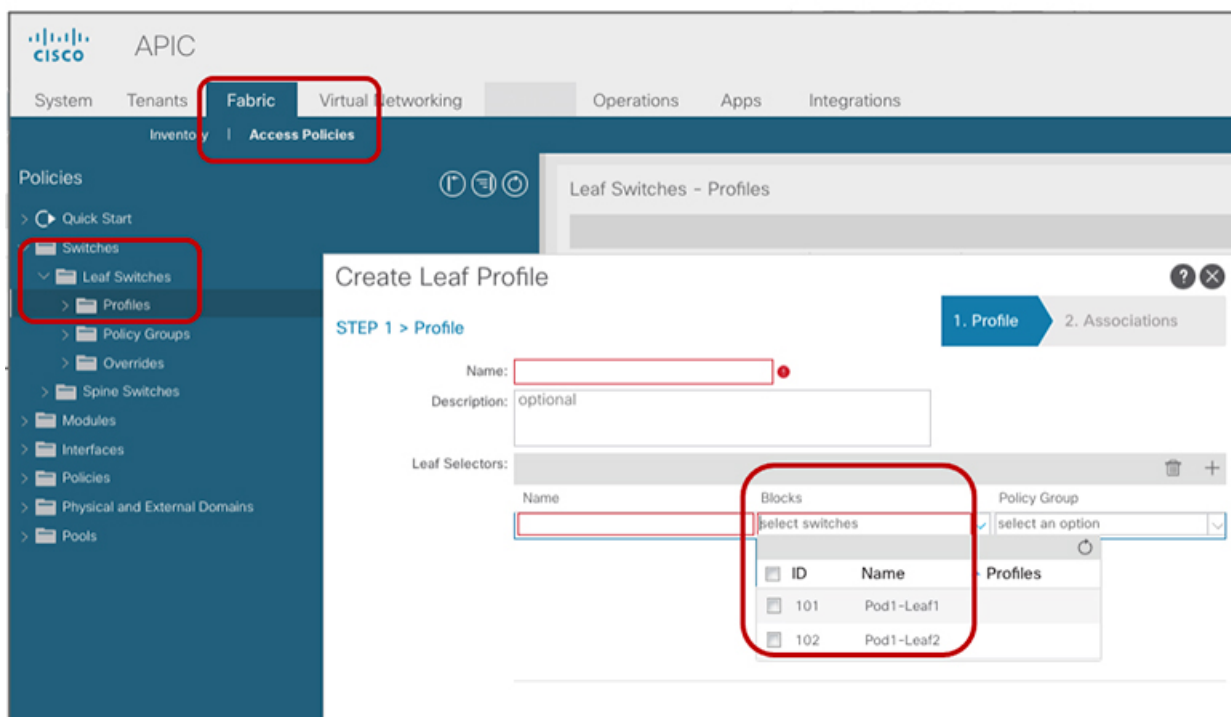 CISCO
APIC
System Tenants Fabric Virtual Networking Operations Apps Integrations
Inventory | Access Policies
Policies
Quick Start
Switches
Leaf Switches
Profiles
Policy Groups
Overrides
Spine Switches
Modules
Interfaces
Policies
Physical and External Domains
Pools
Leaf Switches - Profiles
Create Leaf Profile
STEP 1 > Profile
1. Profile 2. Associations
Name:
Description: optional
Leaf Selectors:
Name Blocks Policy Group
select switches select an option
ID Name Profiles
101 Pod1-Leaf1
102 Pod1-Leaf2